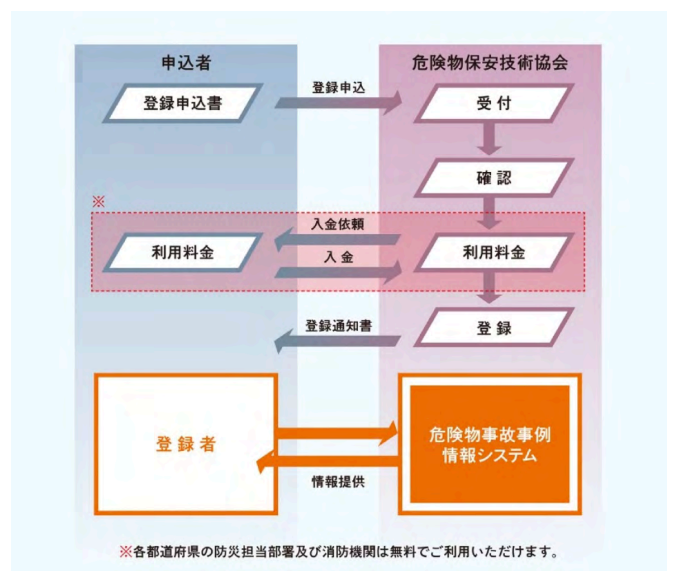 申込者
危険物保安技術協会
登録申込書
登録申込
受付
確認
※
入金依頼
利用料金
利用料金
入金
登録通知書
登録
登録者
危険物事故事例
情報システム
情報提供
※各都道府県の防災担当部署及び消防機関は無料でご利用いただけます。